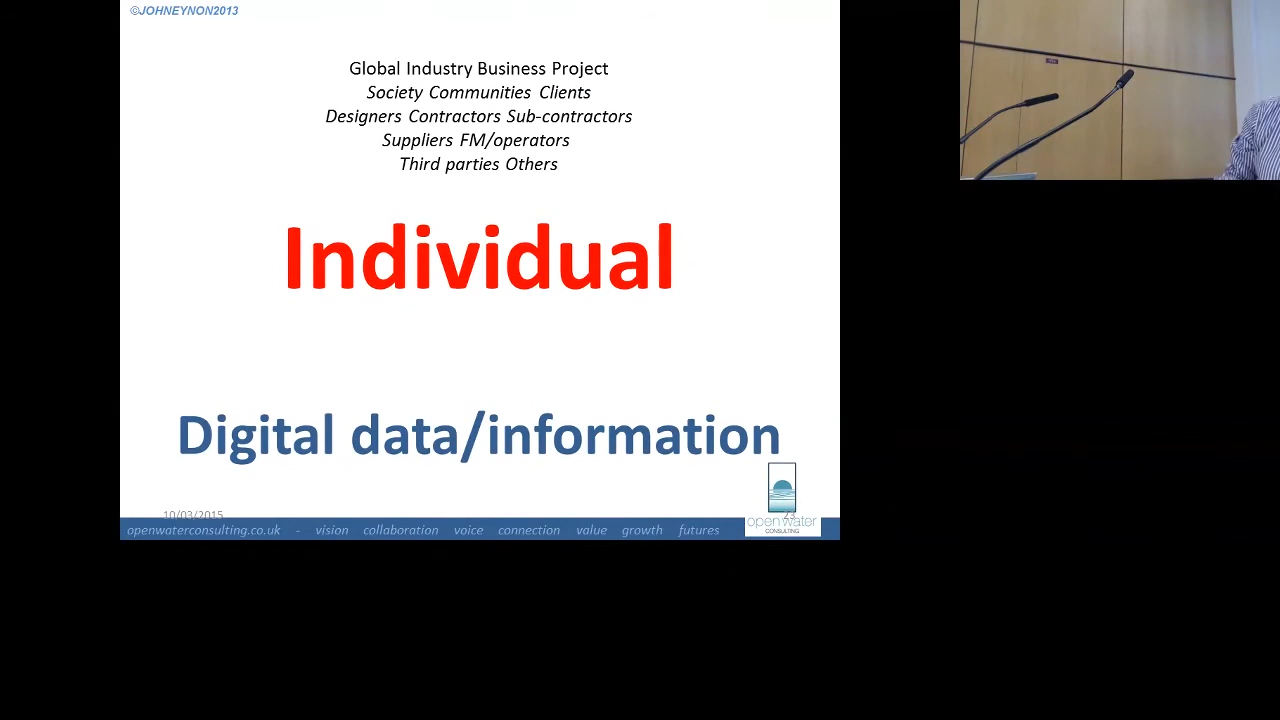 ©JOHNEYNON2013
Global Industry Business Project
Society Communities Clients
Designers Contractors Sub-contractors
Suppliers FM/operators
Third parties Others
Individual
Digital data/information
10/03/2015
23
openwaterconsulting.co.uk - vision collaboration voice connection value growth futures
open water
CONSULTING